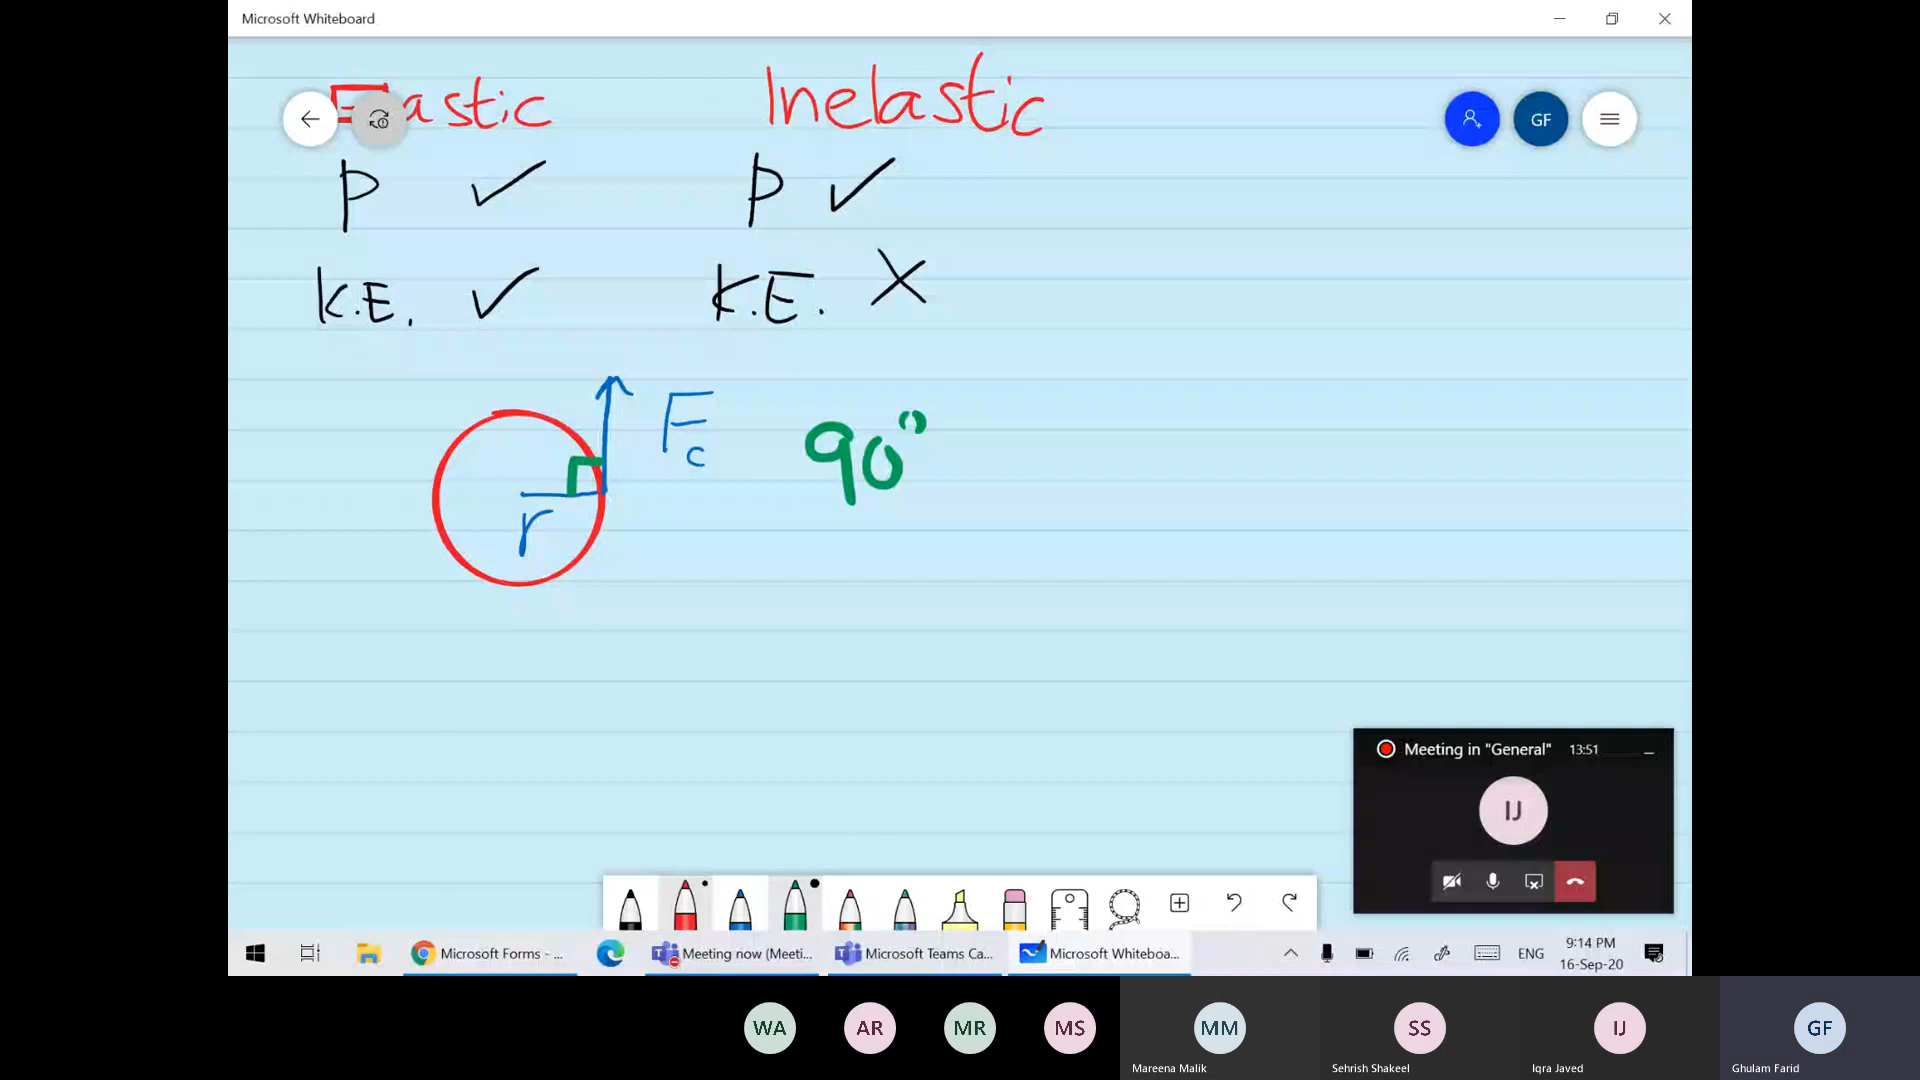 Microsoft Whiteboard
Elastic Inelastic
P ✓ P ✓
K.E. ✓ K.E. X
GF
F c 90°
r
Meeting in "General" 13:51
IJ
Microsoft Forms - ...
Meeting now (Meeti...
Microsoft Teams Ca...
Microsoft Whiteboa...
ENG
9:14 PM
16-Sep-20
WA AR MR MS MM SS IJ GF
Mareena Malik Sehrish Shakeel Iqra Javed Ghulam Farid